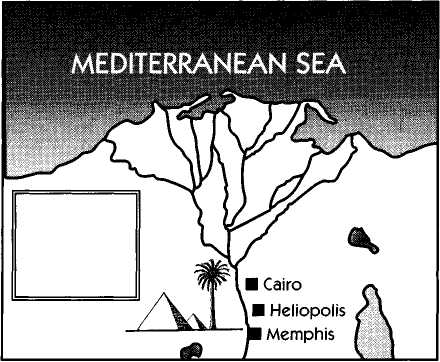 MEDITERRANEAN SEA
Cairo
Heliopolis
Memphis